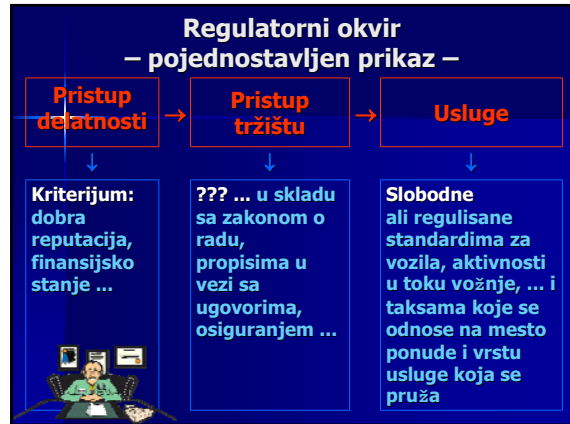 Regulatorni okvir
– pojednostavljen prikaz –
Pristup
delatnosti
→
Pristup
tržištu
→
Usluge
↓
↓
↓
Kriterijum:
dobra
reputacija,
finansijsko
stanje ...
??? ... u skladu
sa zakonom o
radu,
propisima u
vezi sa
ugovorima,
osiguranjem ...
Slobodne
ali regulisane
standardima za
vozila, aktivnosti
u toku vožnje, ... i
taksama koje se
odnose na mesto
ponude i vrstu
usluge koja se
pruža